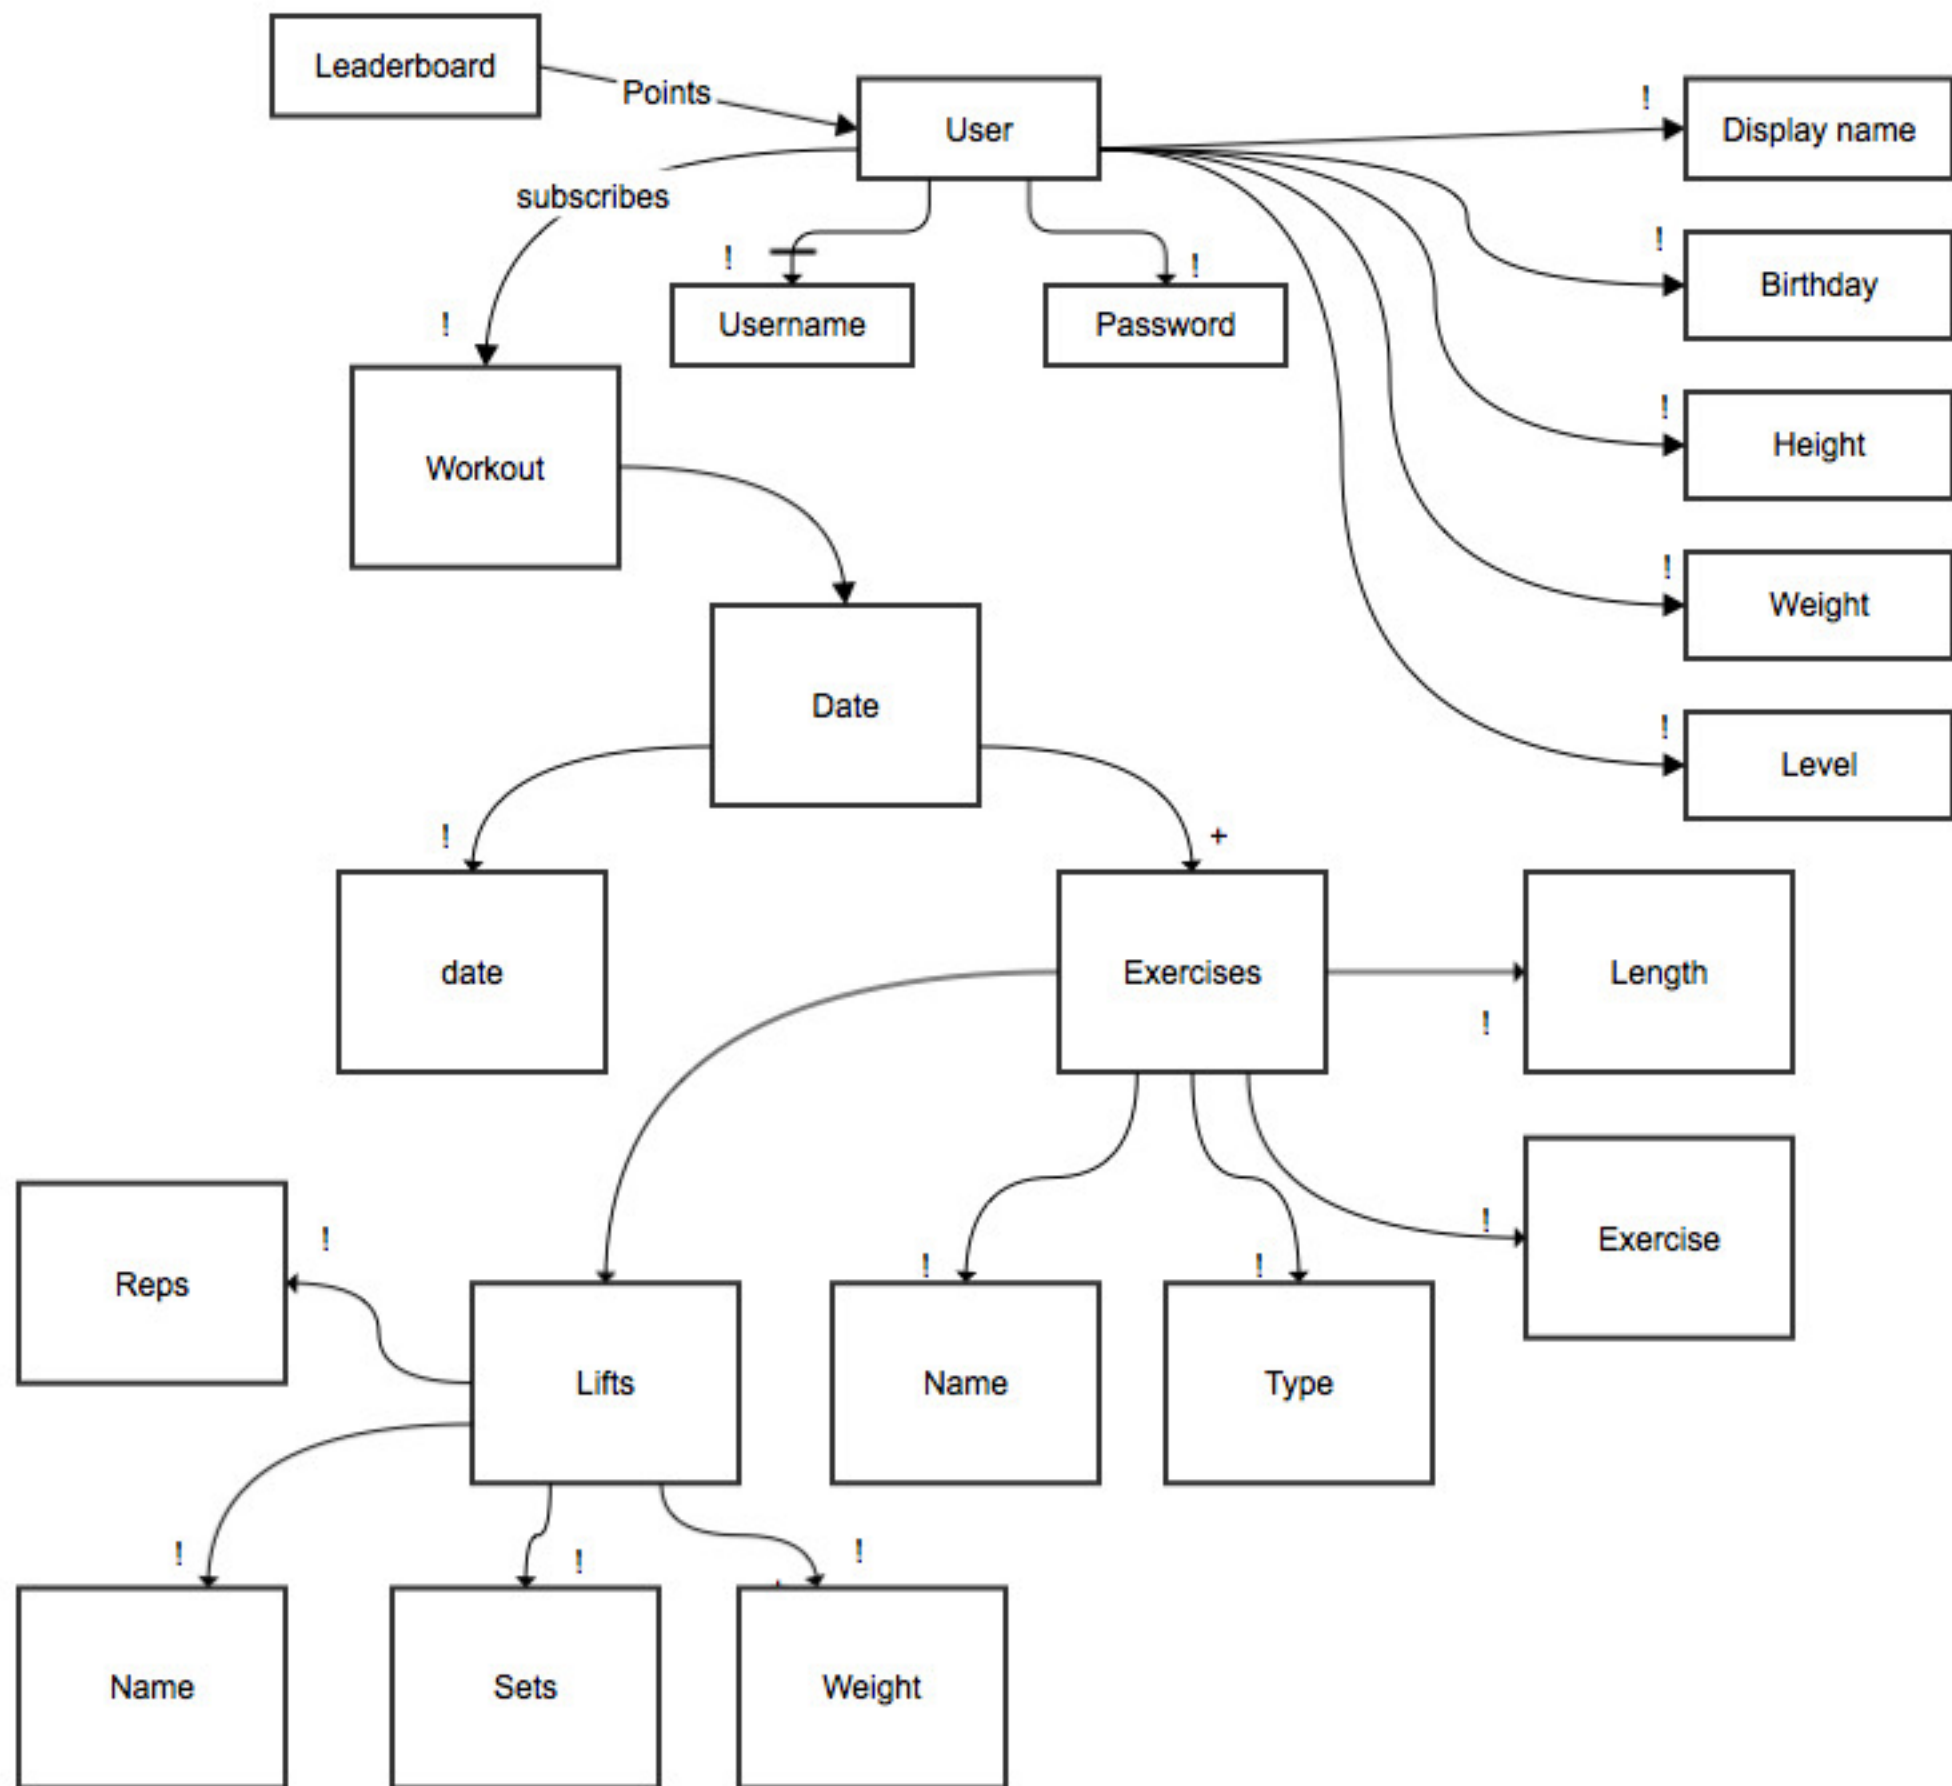 Leaderboard
Points
User
!
Display name
subscribes
!
Username
!
Password
!
Birthday
!
Workout
!
Height
!
Weight
Date
!
Level
!
date
+
Exercises
Length
!
!
Exercise
!
Reps
Lifts
!
Name
!
Type
!
Name
!
Sets
!
Weight